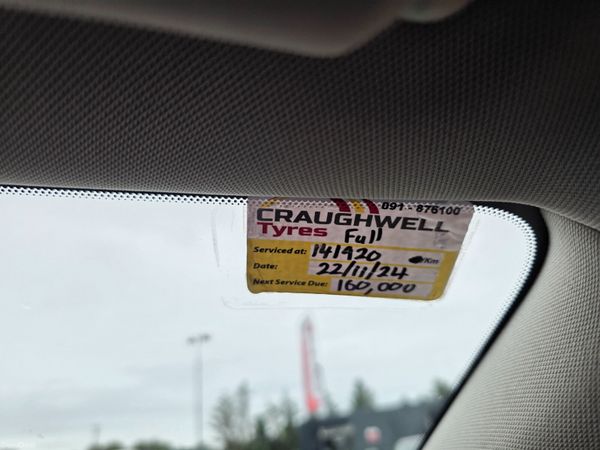 091 - 876100
CRAUGHWELL
Tyres Full
Serviced at: 141920
Km
Date: 22/11/24
Next Service Due: 160,000